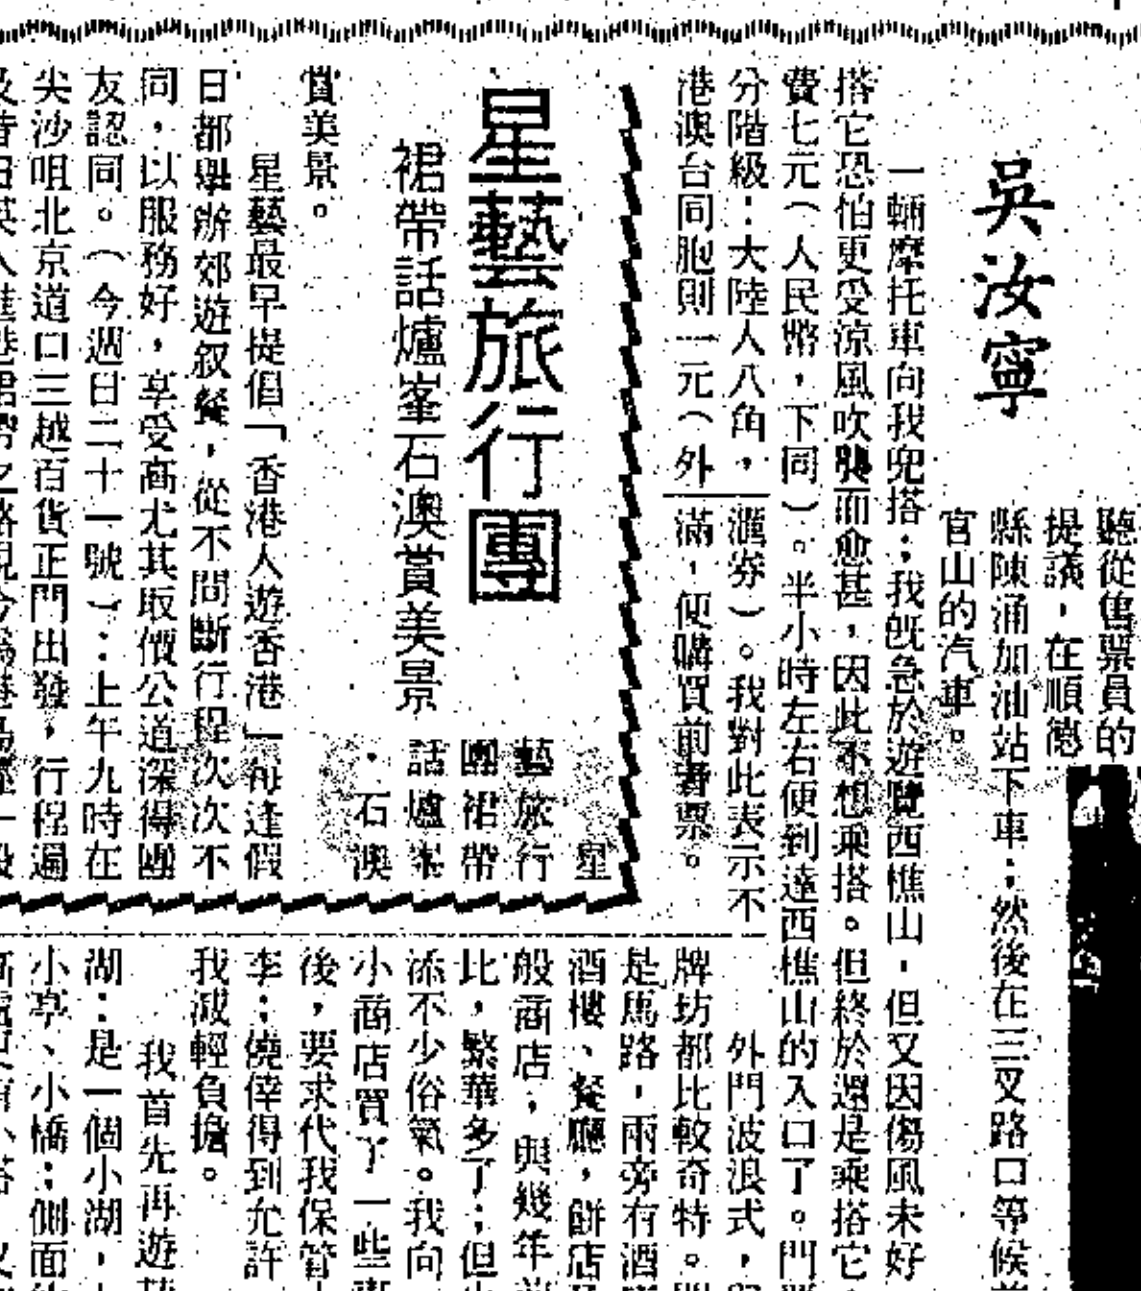 吳汝寧
聽從售票員的
提議，在順德
縣陳涌加油站下車；然後在三叉路口等候
官山的汽車。
一輛摩托車向我兜搭；我既急於遊覽西樵山，但又因傷風未好
搭它恐怕更受涼風吹襲而愈甚，因此不想乘搭。但終於還是乘搭它
費七元（人民幣，下同）。半小時左右便到達西樵山的入口了。門
分階級：大陸人八角，
港澳台同胞則一元（外
滙券）。我對此表示不
滿，便購買前者票。
外門波浪式，
牌坊都比較奇特。
是馬路，兩旁有酒
酒樓、餐廳，餅店
般商店，與幾年
比，繁華多了；但
添不少俗氣。我向
小商店買了一些
後，要求代我保管
李；僥倖得到允許
我減輕負擔。
我首先再遊
湖：是一個小湖，
小亭、小橋；側面
星藝旅行團
裙帶話爐峯石澳賞美景
星
藝旅行
團裙帶
話爐峯
・石澳
賞美景。
星藝最早提倡「香港人遊香港」每逢假
日都舉辦郊遊叙餐，從不間斷行程次次不
同，以服務好，享受高尤其取價公道深得團
友認同。（今週日二十一號）：上午九時在
尖沙咀北京道口三越百貨正門出發，行程遍